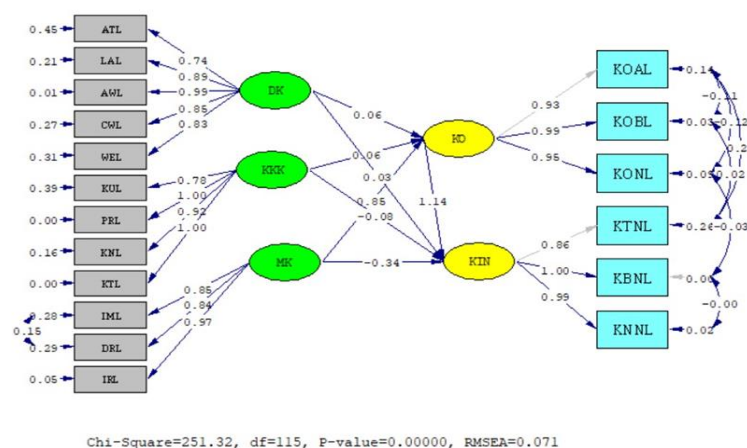 0.45 ATL
0.21 LAL
0.01 AWL
0.27 CWL
0.31 WEL
0.39 KUL
0.00 PRL
0.16 KNL
0.00 KTL
0.28 IML
0.15
0.29 DRL
0.05 IRL
0.74
0.89
0.99
0.85
0.83
0.78
1.00
0.92
1.00
0.85
0.84
0.97
DK
KKK
MK
0.06
0.06
0.03
0.85
-0.08
-0.34
1.14
KO
KIN
0.93
0.99
0.95
0.86
1.00
0.99
KOAL 0.14
KOBL 0.03
KONL 0.05
KTNL 0.26
KBNL 0.00
KNNL 0.02
-0.11
-0.12
0.02
-0.03
-0.00
Chi-Square=251.32, df=115, P-value=0.00000, RMSEA=0.071